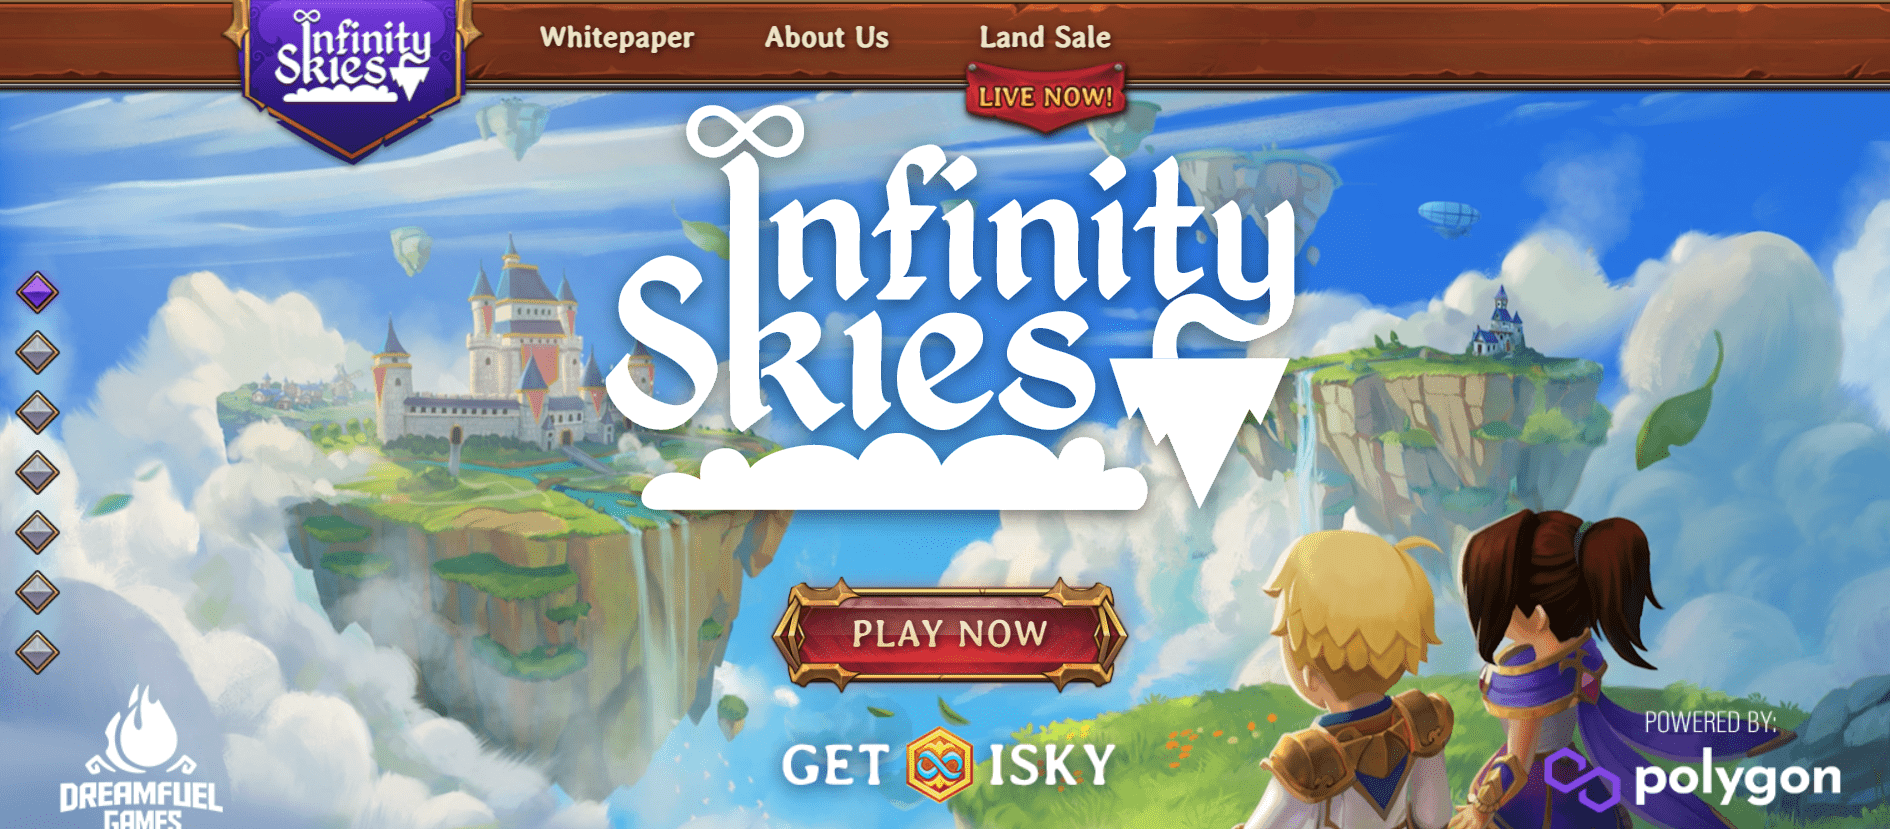 Infinity
Skies
Whitepaper
About Us
Land Sale
LIVE NOW!
Infinity
Skies
PLAY NOW
GET ISKY
DREAMFUEL
GAMES
POWERED BY:
polygon